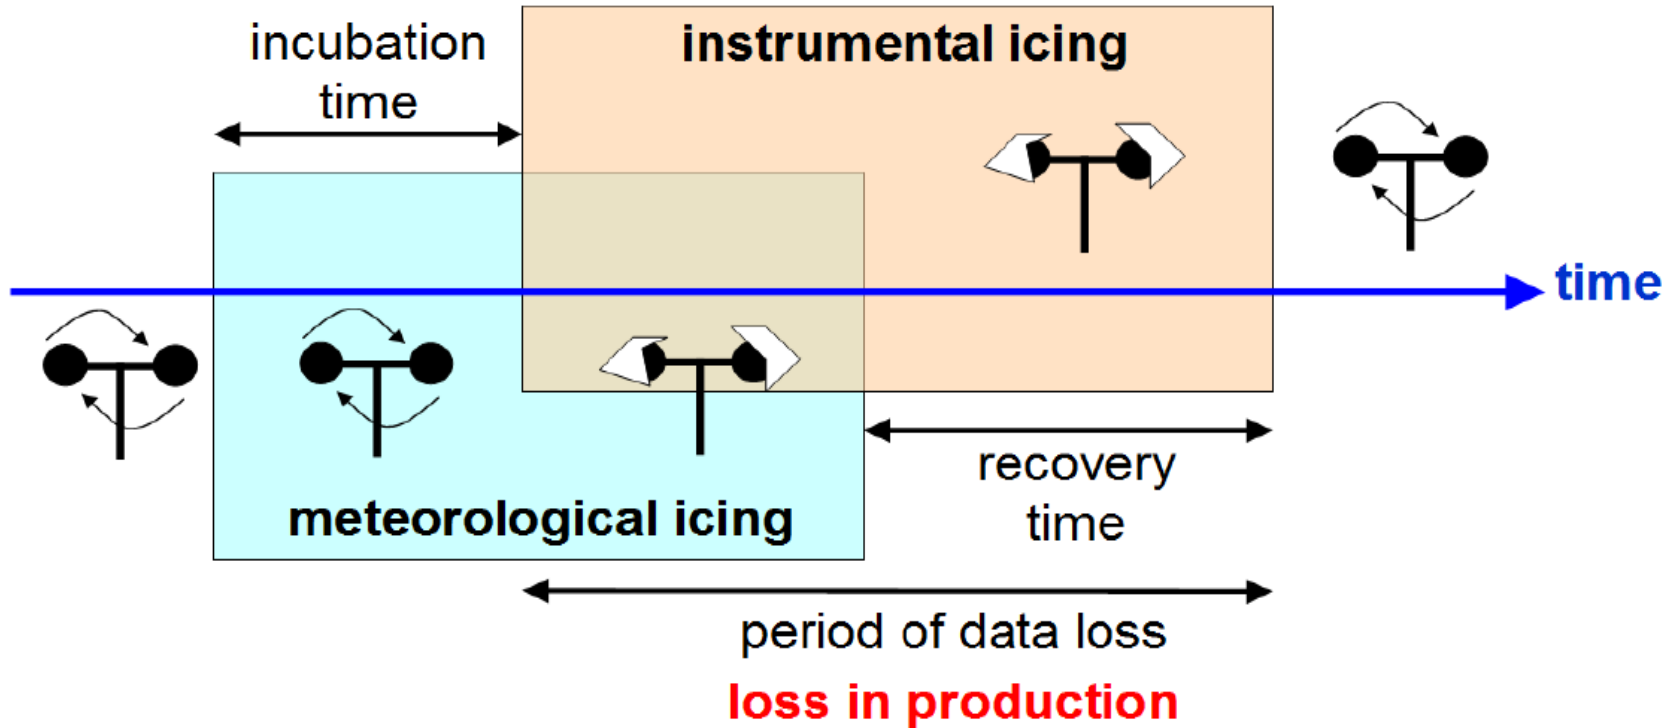 incubation
time
instrumental icing
time
meteorological icing
recovery
time
period of data loss
loss in production